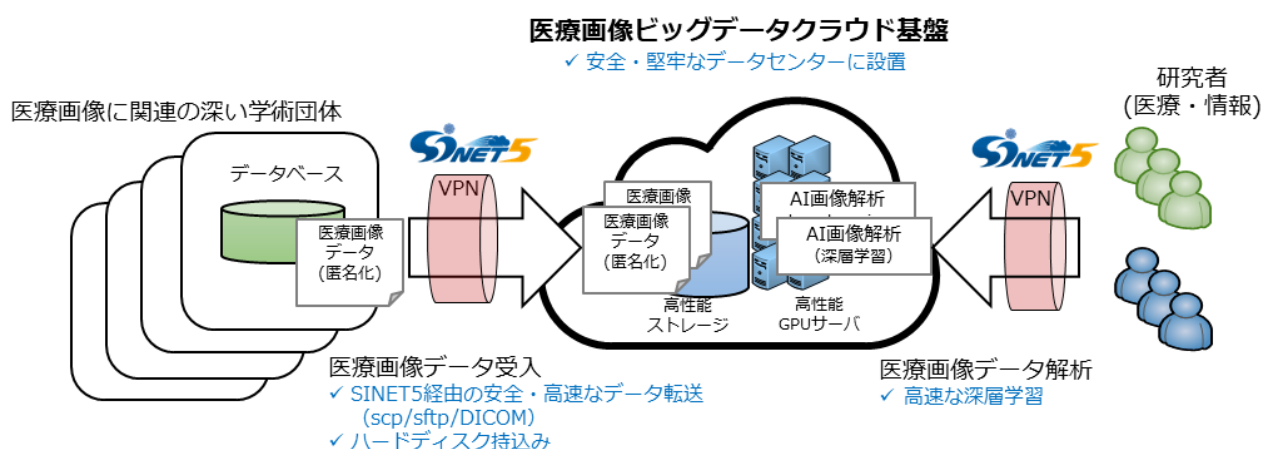 医療画像ビッグデータクラウド基盤
✓ 安全・堅牢なデータセンターに設置
研究者
(医療・情報)
医療画像に関連の深い学術団体
データベース
医療画像
データ
(匿名化)
SINET5
VPN
医療画像
医療画像
データ
(匿名化)
高性能
ストレージ
AI画像解析
AI画像解析
(深層学習)
高性能
GPUサーバ
SINET5
VPN
医療画像データ受入
✓ SINET5経由の安全・高速なデータ転送
(scp/sftp/DICOM)
✓ ハードディスク持込み
医療画像データ解析
✓ 高速な深層学習